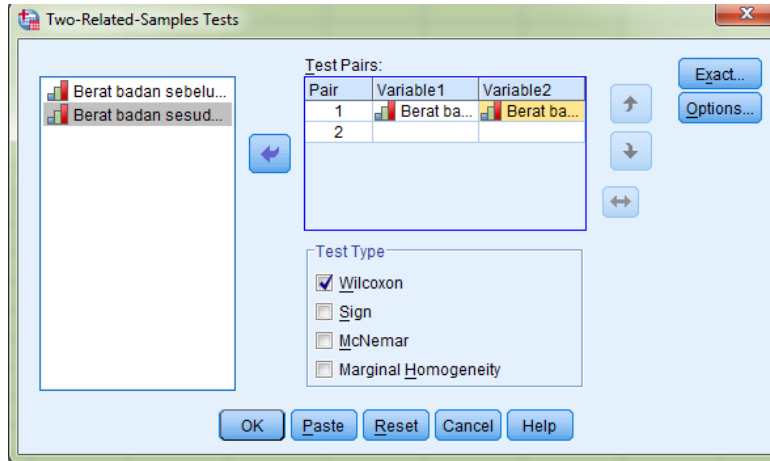 Two-Related-Samples Tests
Berat badan sebelu...
Berat badan sesud...
Test Pairs:
Pair Variable1 Variable2
1 Berat ba... Berat ba...
2
Exact...
Options...
Test Type
Wilcoxon
Sign
McNemar
Marginal Homogeneity
OK Paste Reset Cancel Help